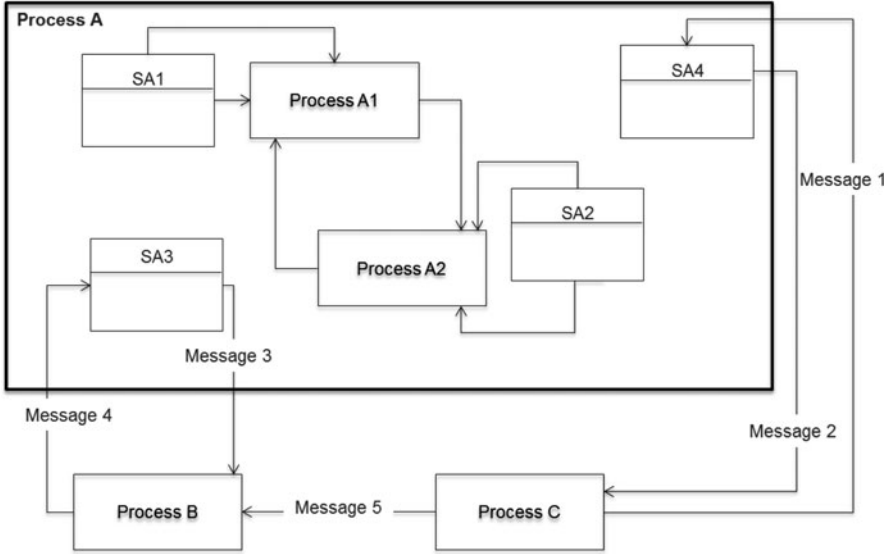 Process A
SA1
SA4
Process A1
Message 1
SA2
SA3
Process A2
Message 3
Message 4
Message 2
Process B
Message 5
Process C